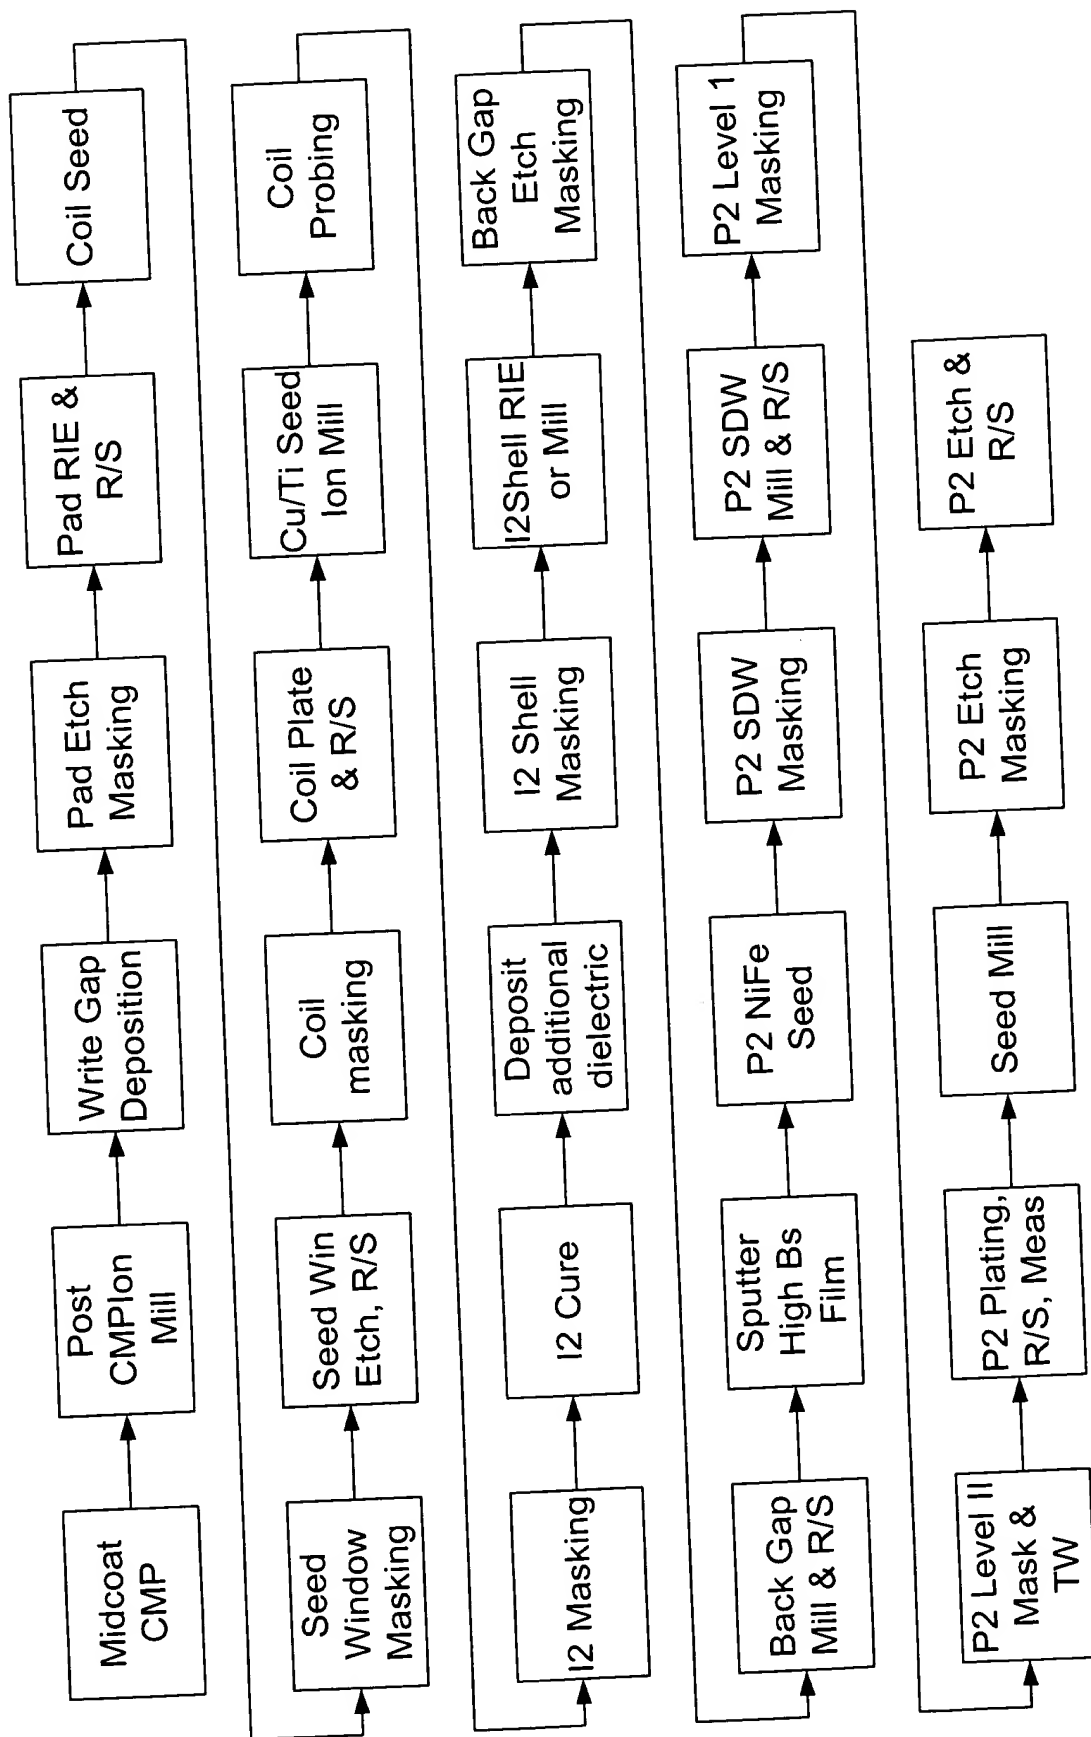 Midcoat
CMP
Post
CMPIon
Mill
Write Gap
Deposition
Pad Etch
Masking
Pad RIE &
R/S
Coil Seed
Seed
Window
Masking
Seed Win
Etch, R/S
Coil
masking
Coil Plate
& R/S
Cu/Ti Seed
Ion Mill
Coil
Probing
I2 Masking
I2 Cure
Deposit
additional
dielectric
I2 Shell
Masking
I2Shell RIE
or Mill
Back Gap
Etch
Masking
Back Gap
Mill & R/S
Sputter
High Bs
Film
P2 NiFe
Seed
P2 SDW
Masking
P2 SDW
Mill & R/S
P2 Level 1
Masking
P2 Level II
Mask &
TW
P2 Plating,
R/S, Meas
Seed Mill
P2 Etch
Masking
P2 Etch &
R/S